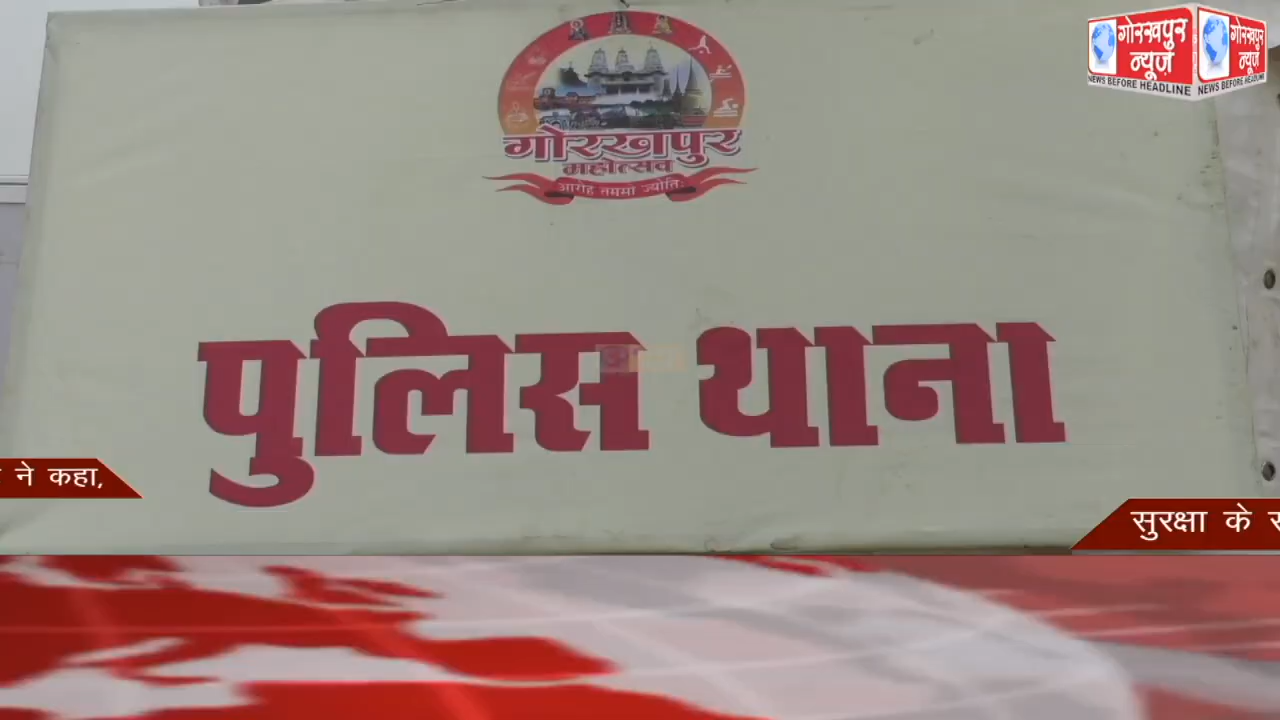 गोरखपुर
न्यूज़
NEWS BEFORE HEADLINE
गोरखपुर
न्यूज़
NEWS BEFORE HEADLINE
गोरखपुर
महोत्सव
आरोह तमसो ज्योतिः
पुलिस थाना
ने कहा,
सुरक्षा के